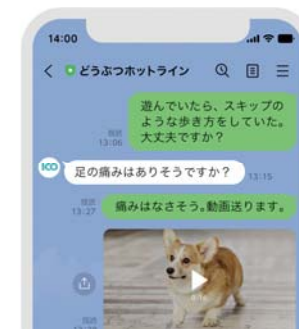 14:00
どうぶつホットライン
遊んでいたら、スキップの
ような歩き方をしていた。
大丈夫ですか？
既読
13:06
足の痛みはありそうですか？
13:15
既読
13:27
痛みはなさそう。動画送ります。
既読